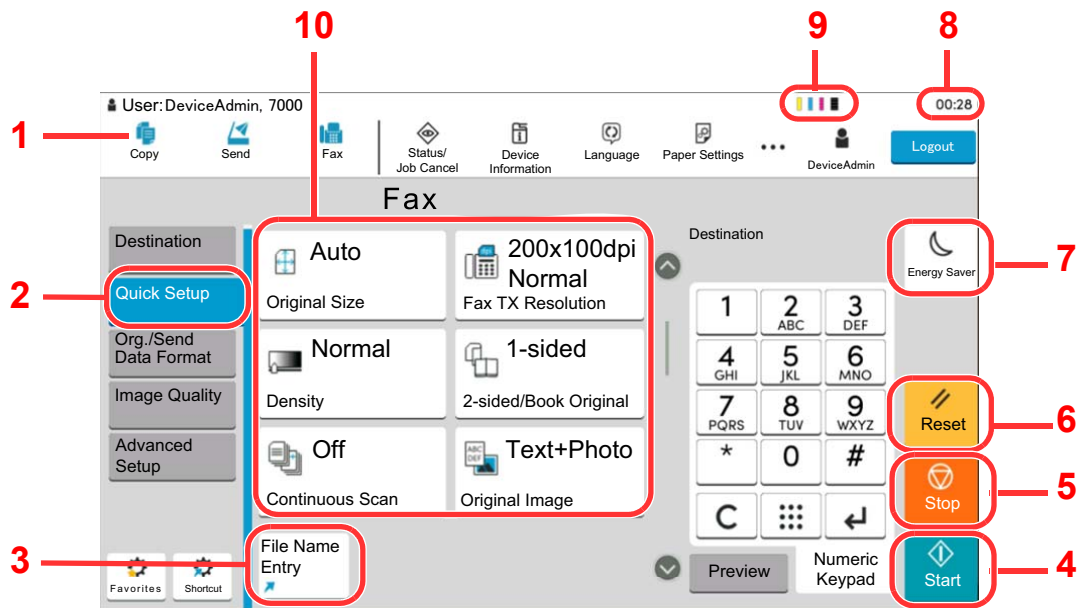 10
9
8
User: DeviceAdmin, 7000
00:28
1
Copy
Send
Fax
Status/
Job Cancel
Device
Information
Language
Paper Settings
...
DeviceAdmin
Logout
Fax
Destination
2
Quick Setup
Org./Send
Data Format
Image Quality
Advanced
Setup
Auto
Original Size
200x100dpi
Normal
Fax TX Resolution
Normal
Density
1-sided
2-sided/Book Original
Off
Continuous Scan
ABC
DEF
Text+Photo
Original Image
Destination
1
2
ABC
3
DEF
4
GHI
5
JKL
6
MNO
7
PQRS
8
TUV
9
WXYZ
*
0
#
C
Energy Saver
7
Reset
6
Stop
5
Start
4
3
File Name
Entry
Favorites
Shortcut
Preview
Numeric
Keypad